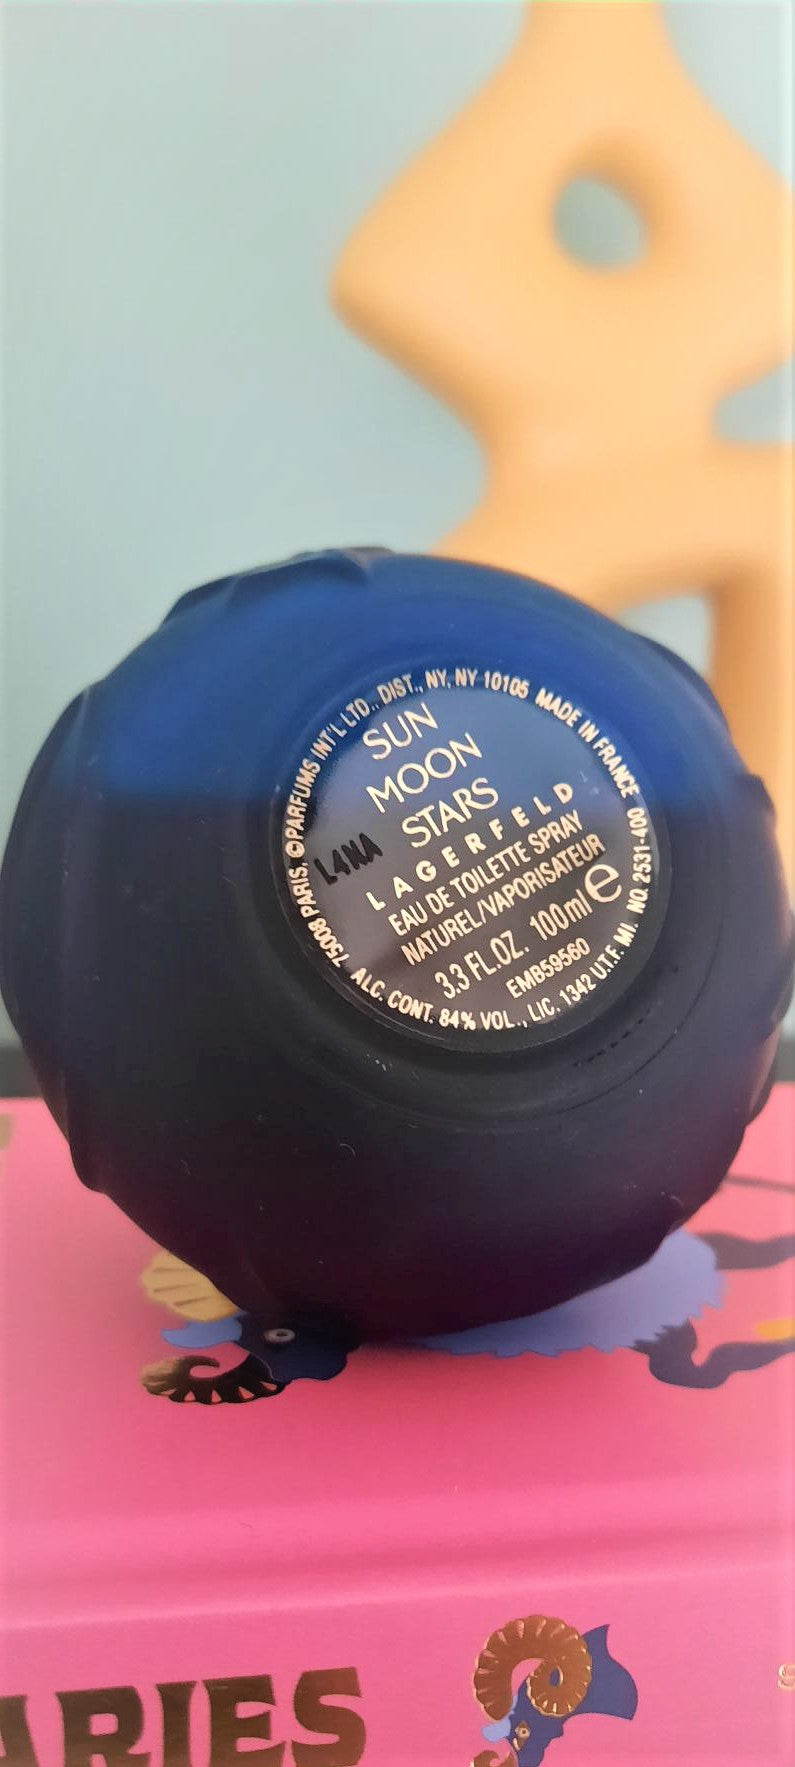 75008 PARIS, ©PARFUMS INT'L LTD., DIST., NY, NY 10105 MADE IN FRANCE
SUN
MOON
STARS
L4NA
LAGERFELD
EAU DE TOILETTE SPRAY
NATUREL/VAPORISATEUR
3.3 FL.OZ. 100ml e
EMB59560
ALC. CONT. 84% VOL., LIC. 1342 U.T.F. MI. NO. 2531-400
ARIES